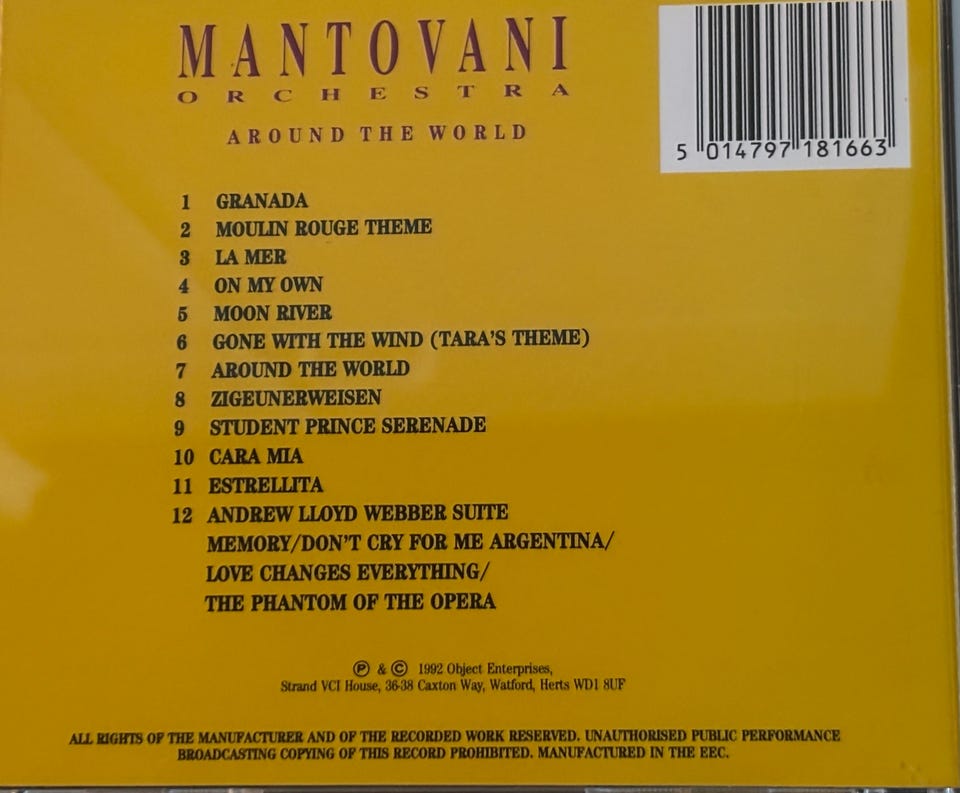 MANTOVANI
ORCHESTRA
AROUND THE WORLD
5 014797 181663
1 GRANADA
2 MOULIN ROUGE THEME
3 LA MER
4 ON MY OWN
5 MOON RIVER
6 GONE WITH THE WIND (TARA'S THEME)
7 AROUND THE WORLD
8 ZIGEUNERWEISEN
9 STUDENT PRINCE SERENADE
10 CARA MIA
11 ESTRELLITA
12 ANDREW LLOYD WEBBER SUITE
MEMORY/DON'T CRY FOR ME ARGENTINA/
LOVE CHANGES EVERYTHING/
THE PHANTOM OF THE OPERA
℗ & © 1992 Object Enterprises,
Strand VCI House, 36-38 Caxton Way, Watford, Herts WD1 8UF
ALL RIGHTS OF THE MANUFACTURER AND OF THE RECORDED WORK RESERVED. UNAUTHORISED PUBLIC PERFORMANCE
BROADCASTING COPYING OF THIS RECORD PROHIBITED. MANUFACTURED IN THE EEC.